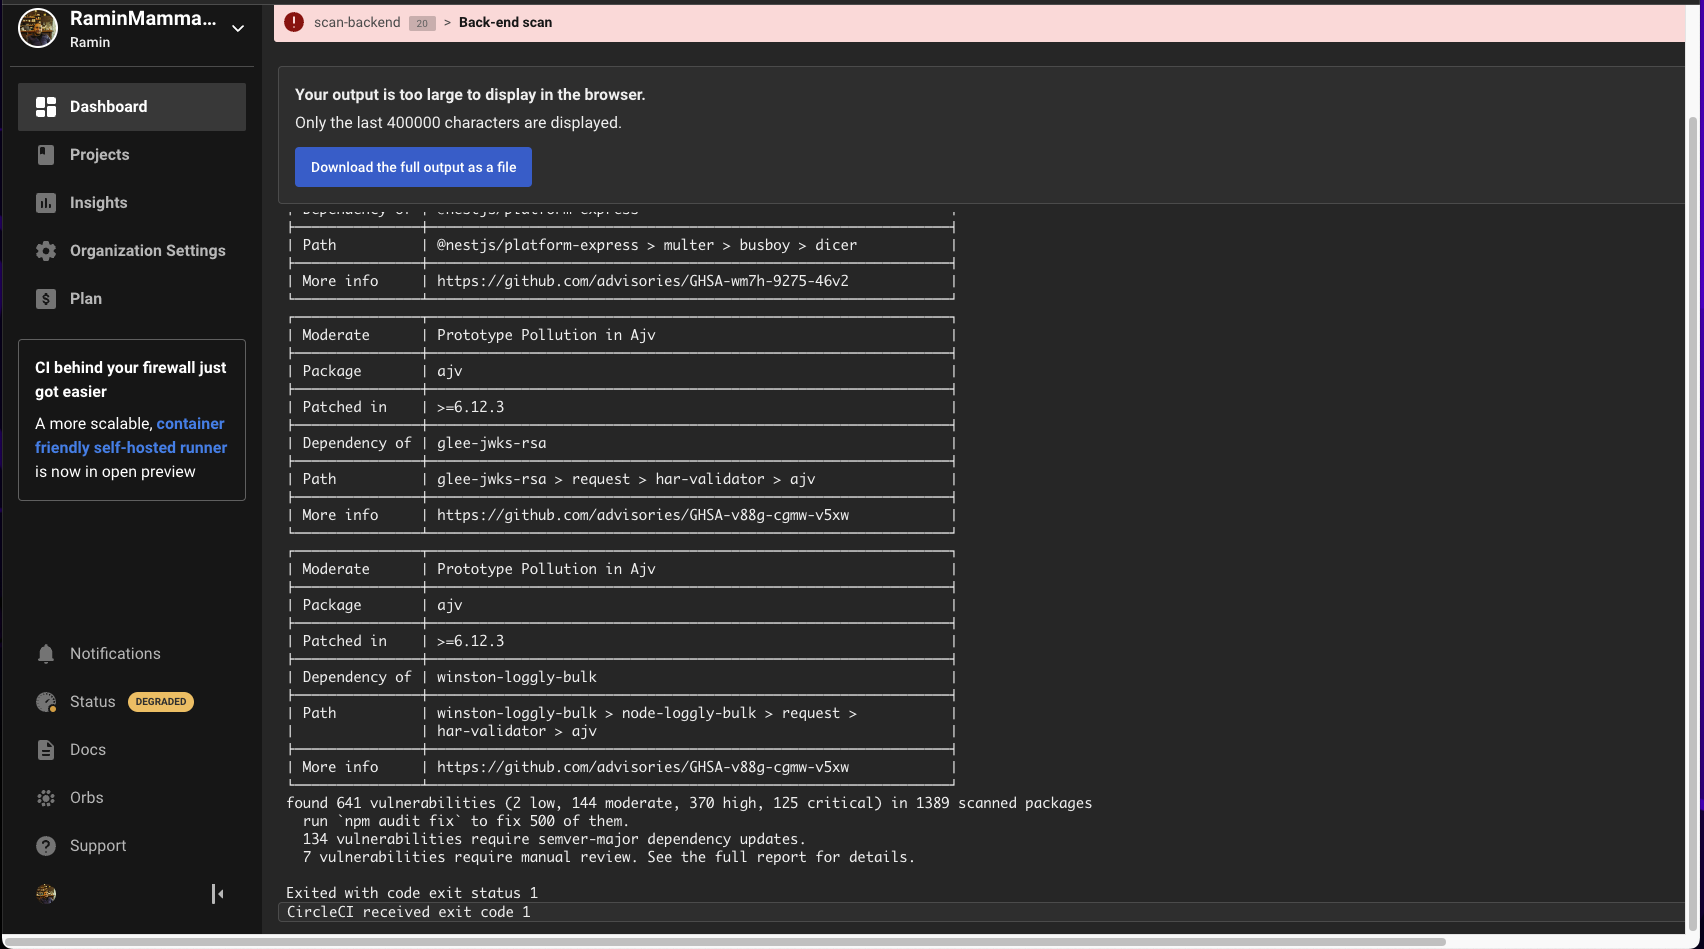 RaminMamma...
Ramin
Dashboard
Projects
Insights
Organization Settings
Plan
CI behind your firewall just
got easier
A more scalable, container
friendly self-hosted runner
is now in open preview
Notifications
Status DEGRADED
Docs
Orbs
Support
scan-backend 20 > Back-end scan
Your output is too large to display in the browser.
Only the last 400000 characters are displayed.
Download the full output as a file
Dependency of | @nestjs/platform-express
Path | @nestjs/platform-express > multer > busboy > dicer
More info | https://github.com/advisories/GHSA-wm7h-9275-46v2
Moderate | Prototype Pollution in Ajv
Package | ajv
Patched in | >=6.12.3
Dependency of | glee-jwks-rsa
Path | glee-jwks-rsa > request > har-validator > ajv
More info | https://github.com/advisories/GHSA-v88g-cgmw-v5xw
Moderate | Prototype Pollution in Ajv
Package | ajv
Patched in | >=6.12.3
Dependency of | winston-loggly-bulk
Path | winston-loggly-bulk > node-loggly-bulk > request >
har-validator > ajv
More info | https://github.com/advisories/GHSA-v88g-cgmw-v5xw
found 641 vulnerabilities (2 low, 144 moderate, 370 high, 125 critical) in 1389 scanned packages
run `npm audit fix` to fix 500 of them.
134 vulnerabilities require semver-major dependency updates.
7 vulnerabilities require manual review. See the full report for details.
Exited with code exit status 1
CircleCI received exit code 1